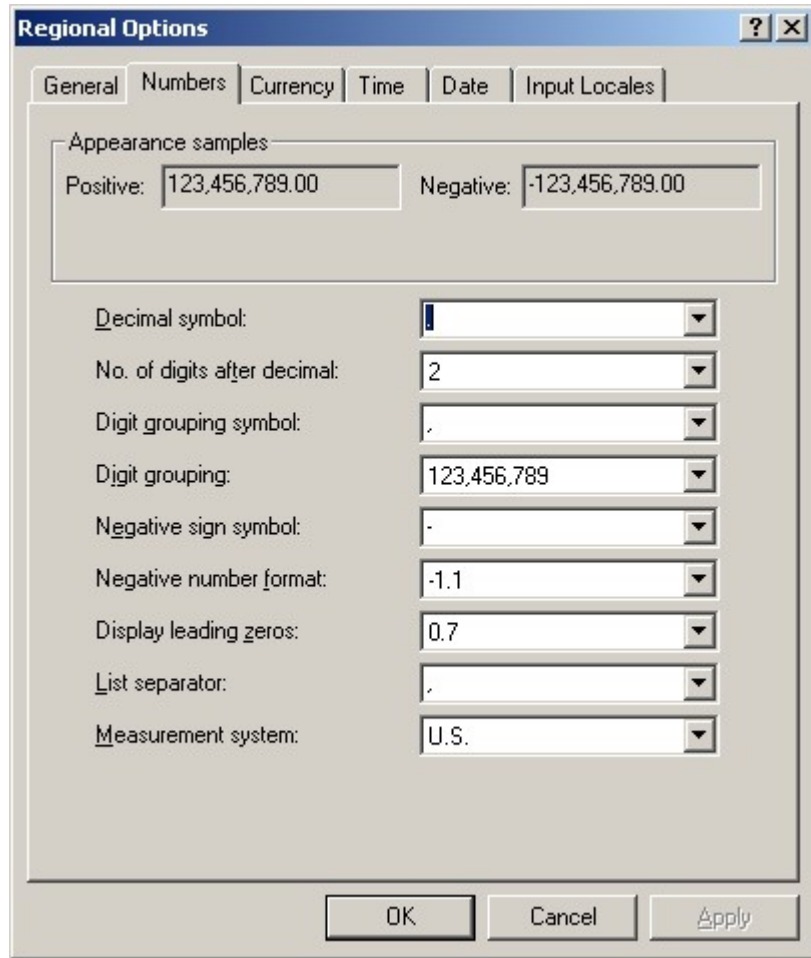 Regional Options
General Numbers Currency Time Date Input Locales
Appearance samples
Positive: 123,456,789.00 Negative: -123,456,789.00
Decimal symbol: .
No. of digits after decimal: 2
Digit grouping symbol: ,
Digit grouping: 123,456,789
Negative sign symbol: -
Negative number format: -1.1
Display leading zeros: 0.7
List separator: ,
Measurement system: U.S.
OK Cancel Apply